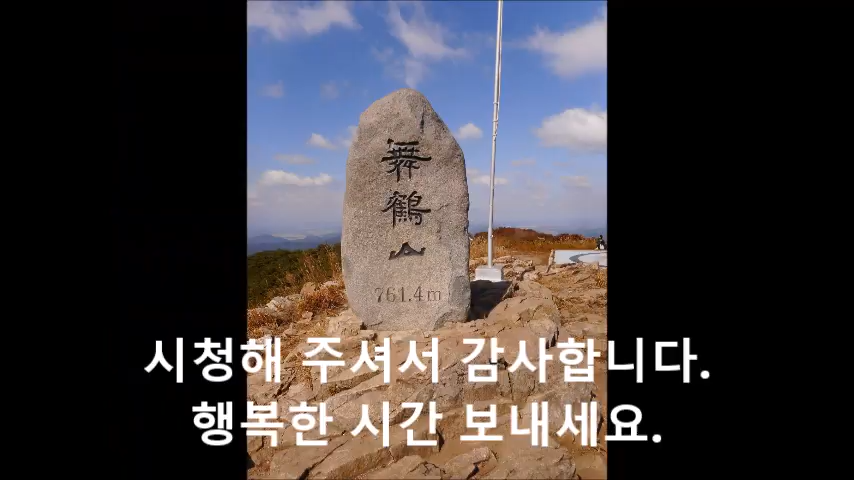 舞
鶴
山
761.4m
시청해 주셔서 감사합니다.
행복한 시간 보내세요.